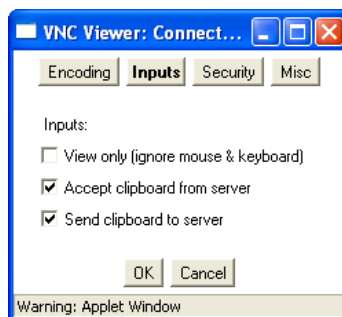 VNC Viewer: Connect...
Encoding Inputs Security Misc
Inputs:
View only (ignore mouse & keyboard)
Accept clipboard from server
Send clipboard to server
OK Cancel
Warning: Applet Window